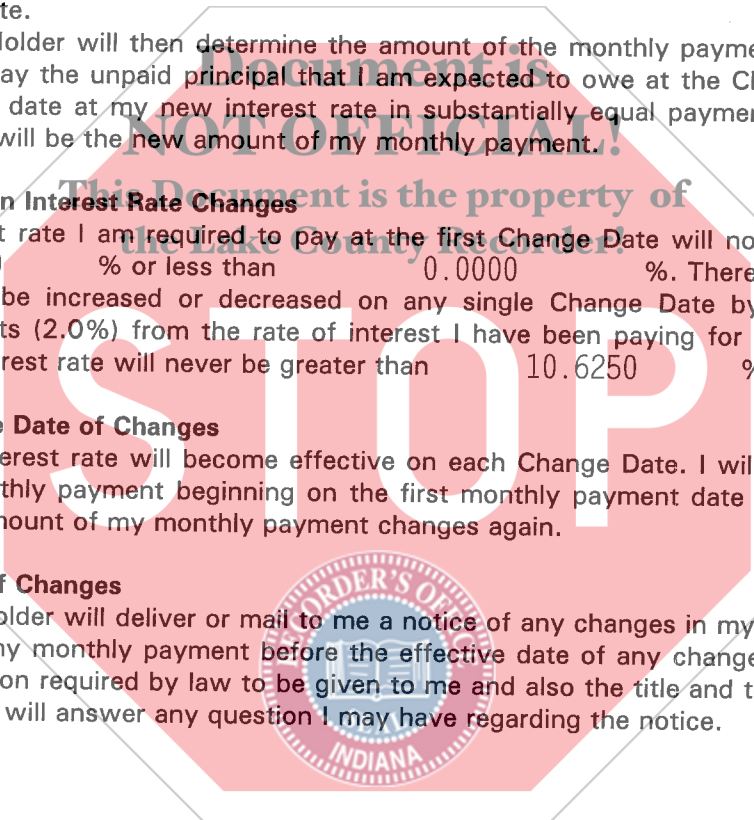 te.
older will then determine the amount of the monthly payme
ay the unpaid principal that I am expected to owe at the C
date at my new interest rate in substantially equal paymen
will be the new amount of my monthly payment.
Document is
NOT OFFICIAL!
This Document is the property of
the Lake County Recorder!
n Interest Rate Changes
t rate I am required to pay at the first Change Date will no
% or less than 0.0000 %. There
be increased or decreased on any single Change Date by
ts (2.0%) from the rate of interest I have been paying for
rest rate will never be greater than 10.6250 %
STOP
e Date of Changes
erest rate will become effective on each Change Date. I wil
thly payment beginning on the first monthly payment date
nount of my monthly payment changes again.
f Changes
older will deliver or mail to me a notice of any changes in my
ny monthly payment before the effective date of any change
on required by law to be given to me and also the title and t
will answer any question I may have regarding the notice.
RECORDER'S OFFICE
INDIANA